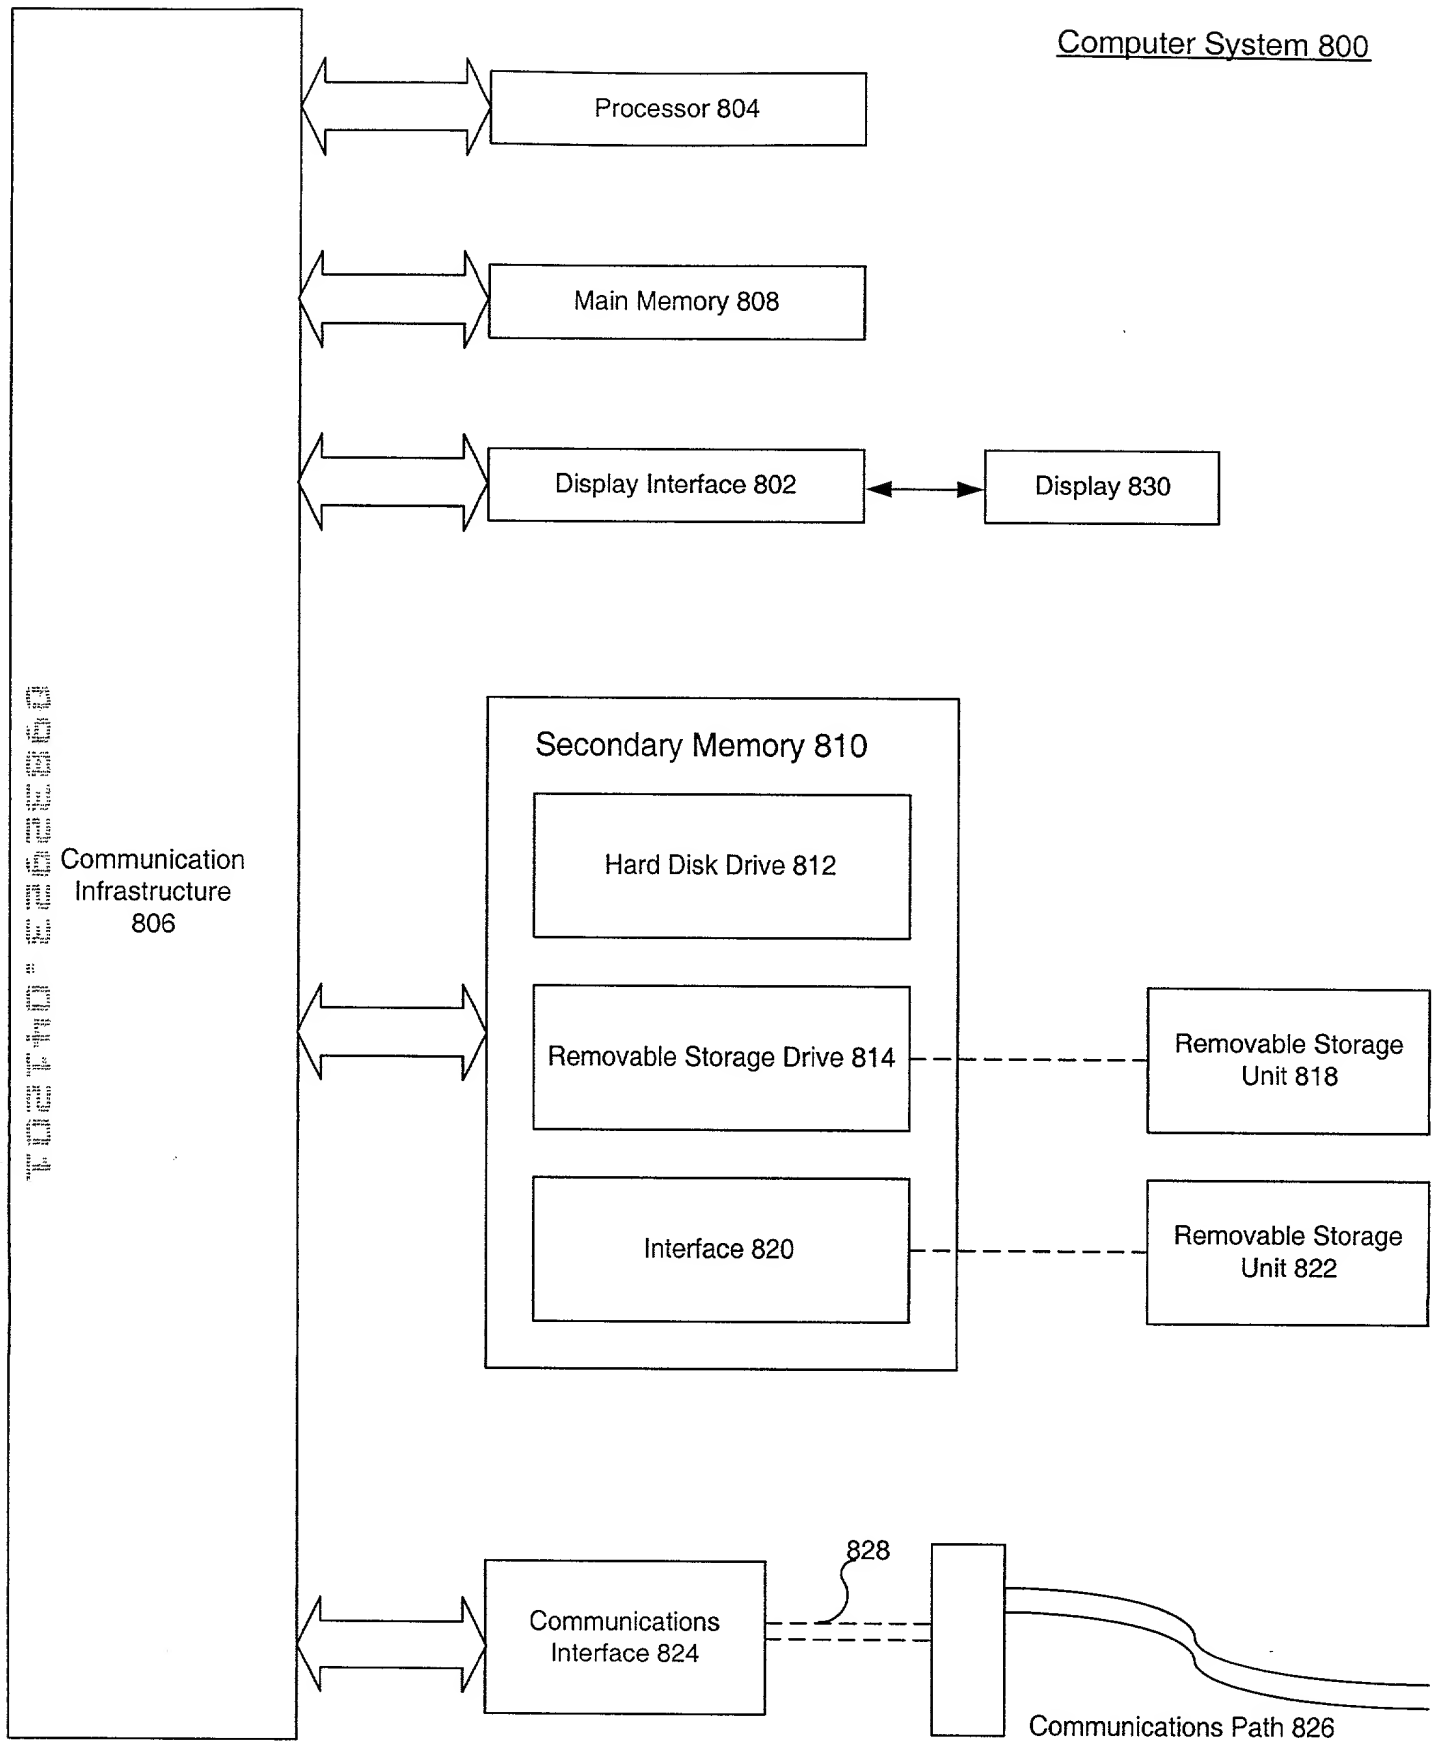 Computer System 800
Processor 804
Main Memory 808
Display Interface 802
Display 830
Secondary Memory 810
Hard Disk Drive 812
Communication
Infrastructure
806
Removable Storage Drive 814
Removable Storage
Unit 818
Interface 820
Removable Storage
Unit 822
828
Communications
Interface 824
Communications Path 826